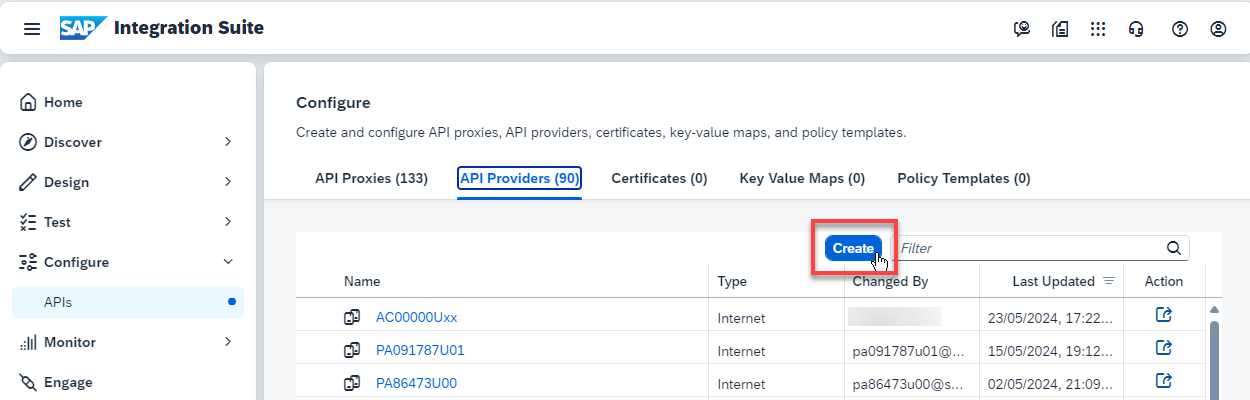 SAP Integration Suite
Home
Discover
Design
Test
Configure
APIs
Monitor
Engage
Configure
Create and configure API proxies, API providers, certificates, key-value maps, and policy templates.
API Proxies (133) API Providers (90) Certificates (0) Key Value Maps (0) Policy Templates (0)
Create Filter
Name Type Changed By Last Updated Action
AC00000Uxx Internet 23/05/2024, 17:22...
PA091787U01 Internet pa091787u01@... 15/05/2024, 19:12...
PA86473U00 Internet pa86473u00@s... 02/05/2024, 21:09...